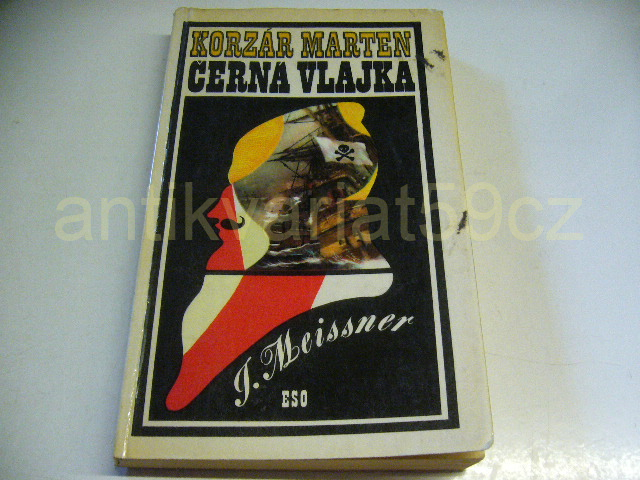 KORZÁR MARTEN
ČERNÁ VLAJKA
antikvariat59cz
J. Meissner
ESO